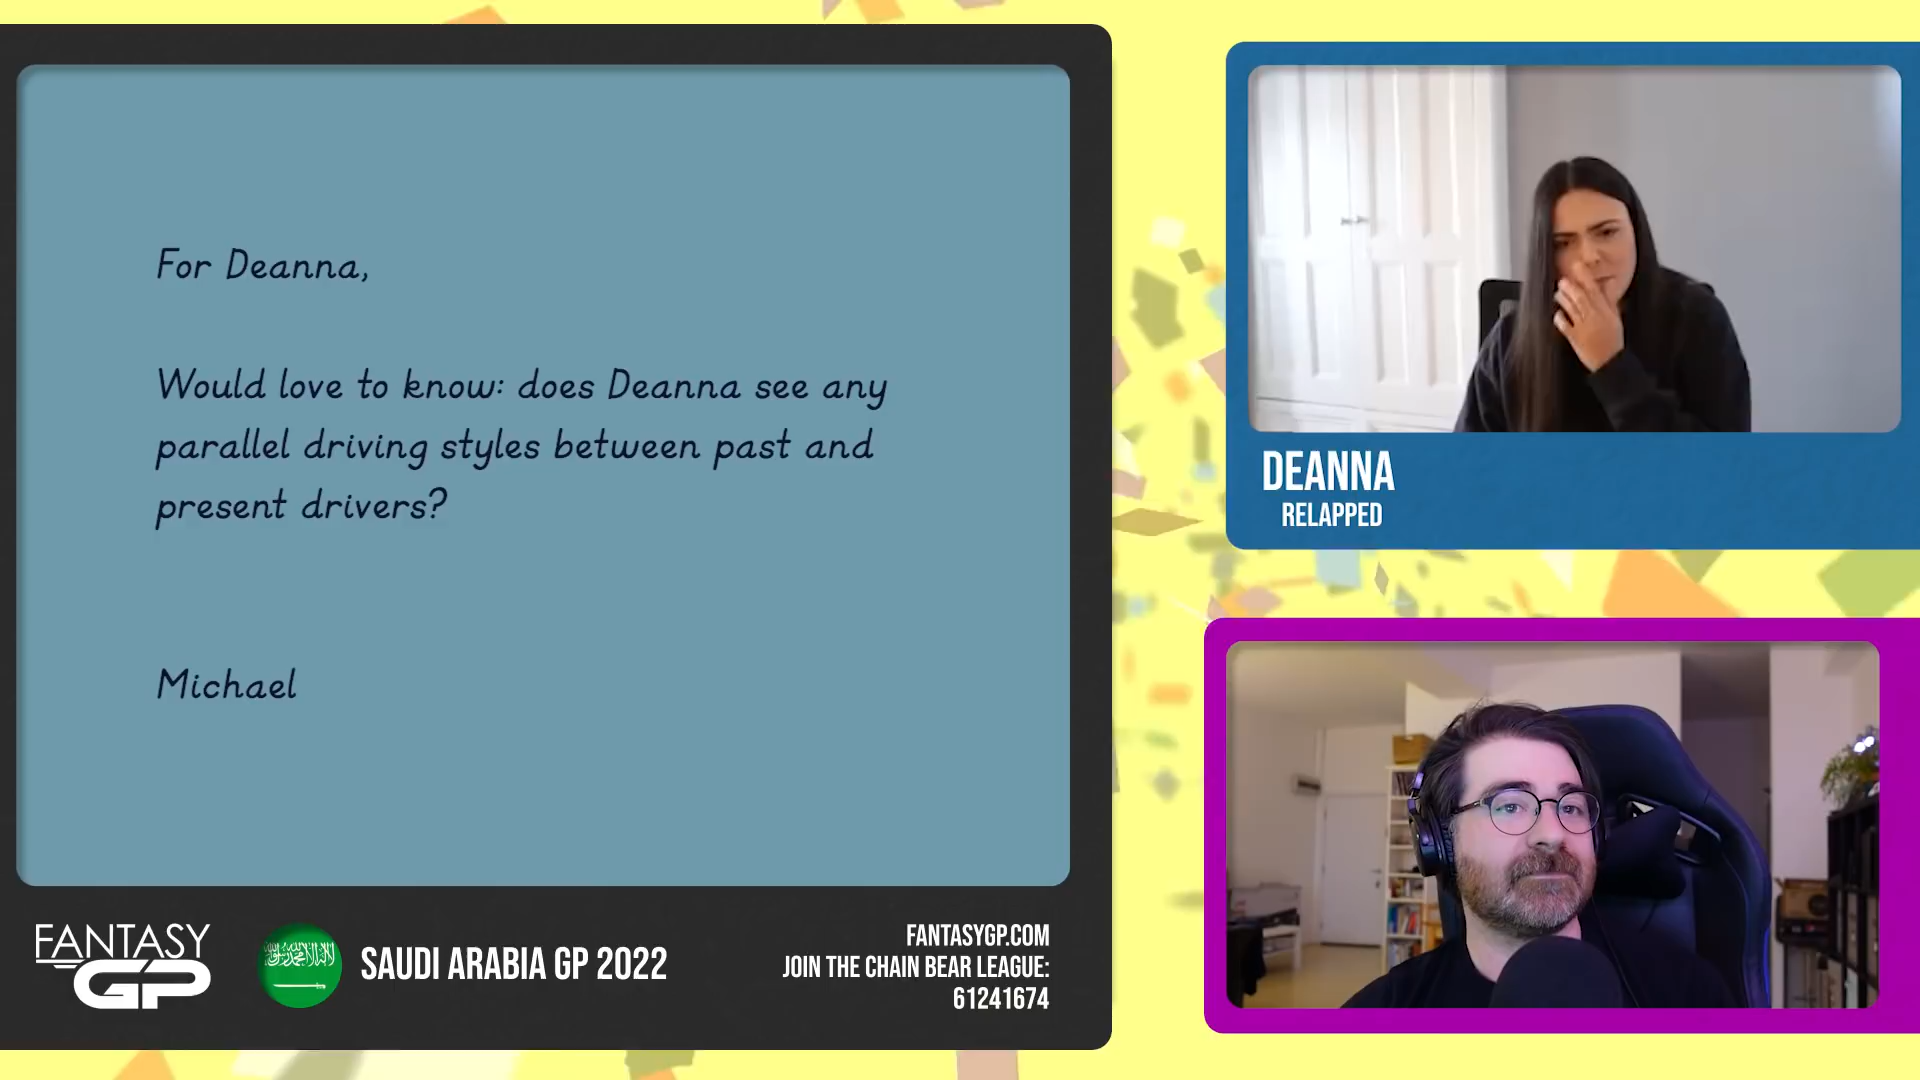 For Deanna,
Would love to know: does Deanna see any
parallel driving styles between past and
present drivers?
Michael
FANTASY
GP
SAUDI ARABIA GP 2022
FANTASYGP.COM
JOIN THE CHAIN BEAR LEAGUE:
61241674
DEANNA
RELAPPED